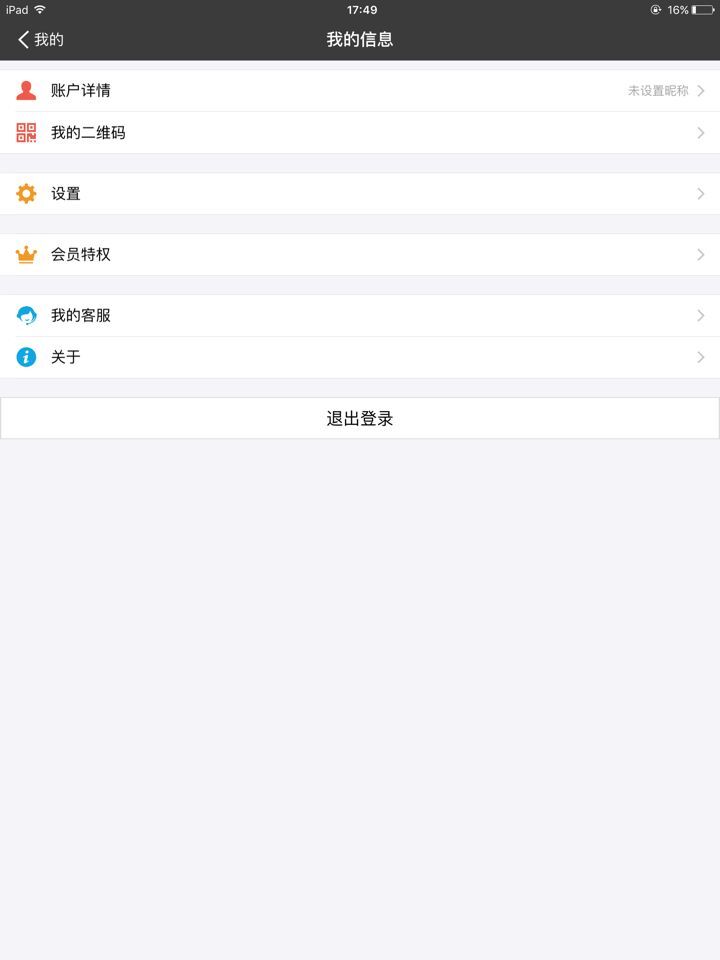 iPad 17:49 16%
我的 我的信息
账户详情 未设置昵称
我的二维码
设置
会员特权
我的客服
关于
退出登录